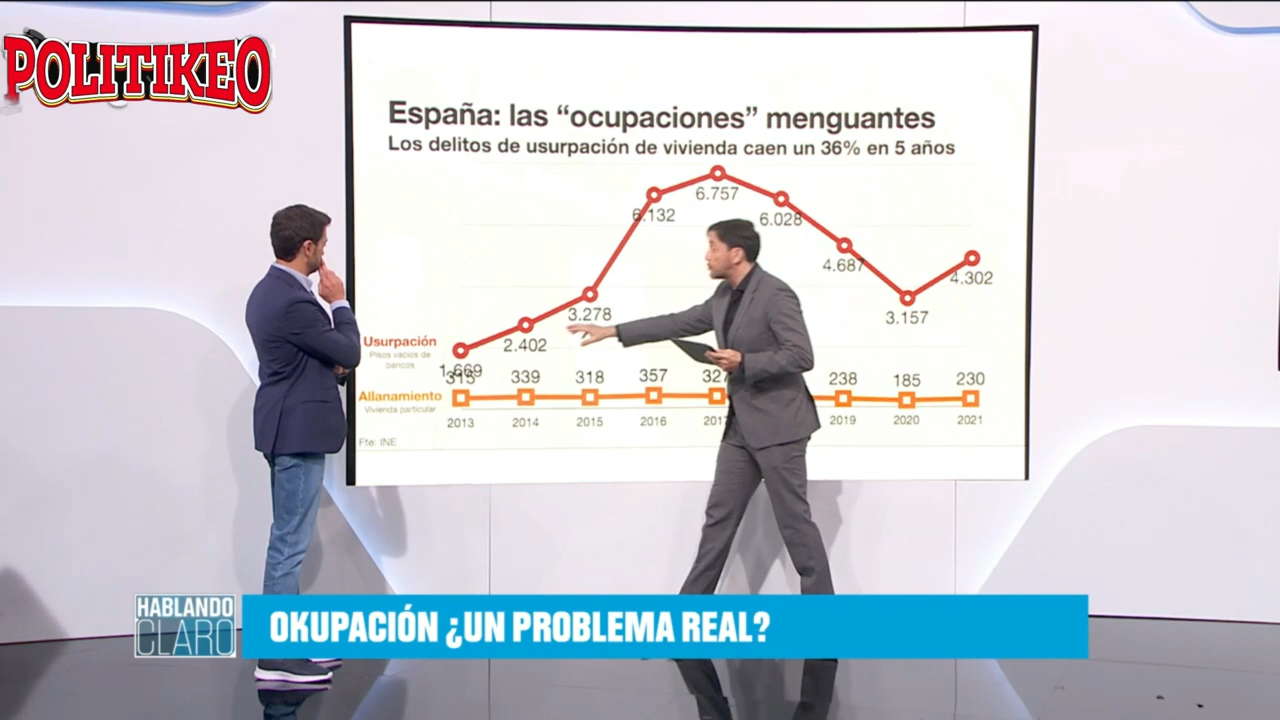 POLITIKEO
España: las “ocupaciones” menguantes
Los delitos de usurpación de vivienda caen un 36% en 5 años
6.757
6.132
6.028
4.687
4.302
3.278
3.157
2.402
Usurpación
Pisos vacíos de
bancos
1.669
315 339 318 357 327 238 185 230
Allanamiento
Vivienda particular
2013 2014 2015 2016 2017 2019 2020 2021
Fte: INE
HABLANDO
CLARO
OKUPACIÓN ¿UN PROBLEMA REAL?